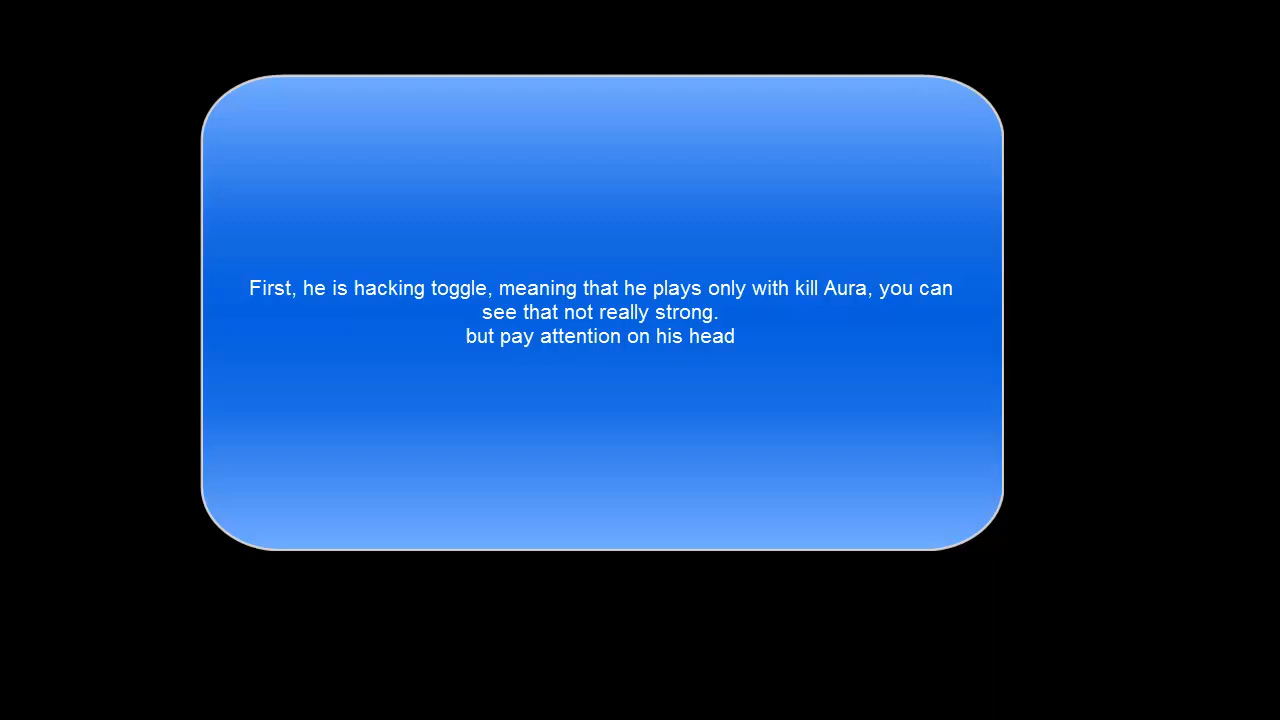 First, he is hacking toggle, meaning that he plays only with kill Aura, you can
see that not really strong.
but pay attention on his head